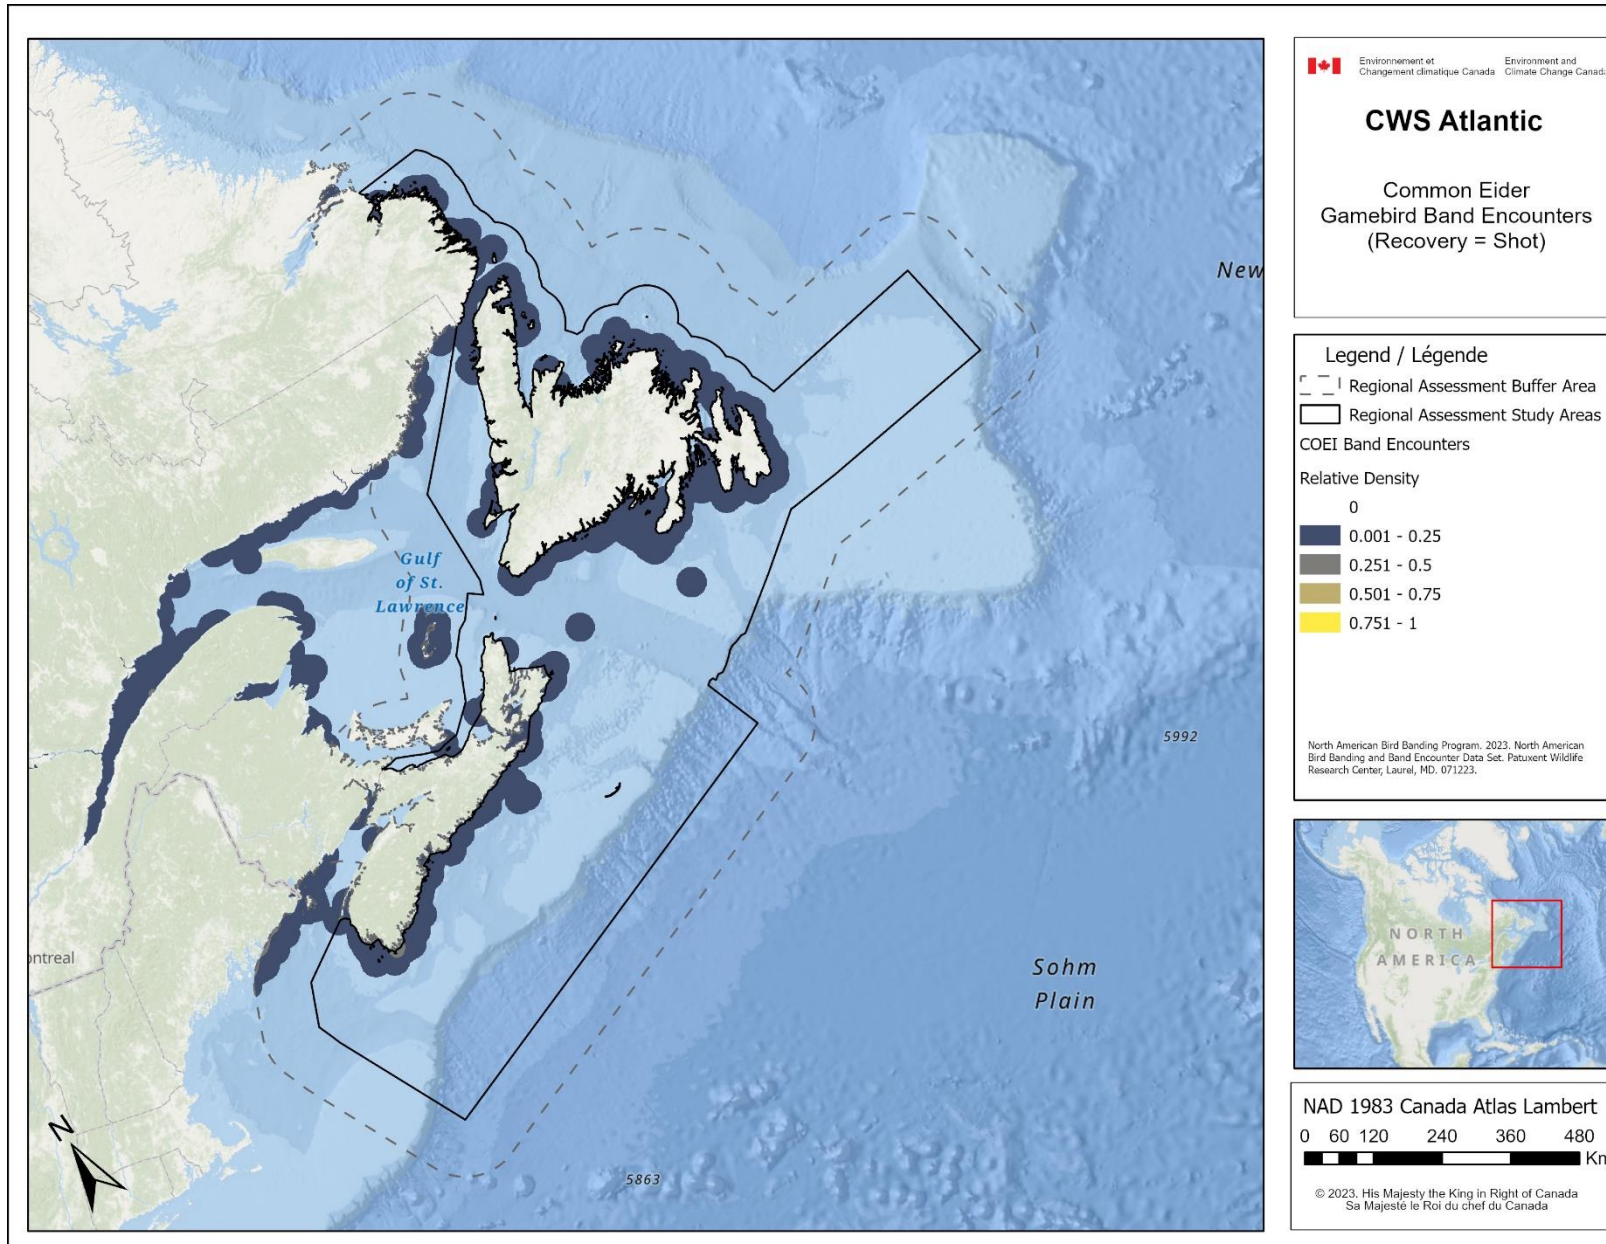 Environnement et
Changement climatique Canada
Environment and
Climate Change Canada
CWS Atlantic
Common Eider
Gamebird Band Encounters
(Recovery = Shot)
Legend / Légende
Regional Assessment Buffer Area
Regional Assessment Study Areas
COEI Band Encounters
Relative Density
0
0.001 - 0.25
0.251 - 0.5
0.501 - 0.75
0.751 - 1
North American Bird Banding Program. 2023. North American
Bird Banding and Band Encounter Data Set. Patuxent Wildlife
Research Center, Laurel, MD. 071223.
NORTH
AMERICA
NAD 1983 Canada Atlas Lambert
0 60 120 240 360 480
Km
© 2023. His Majesty the King in Right of Canada
Sa Majesté le Roi du chef du Canada
New
Gulf
of St.
Lawrence
5992
ontreal
Sohm
Plain
5863
N